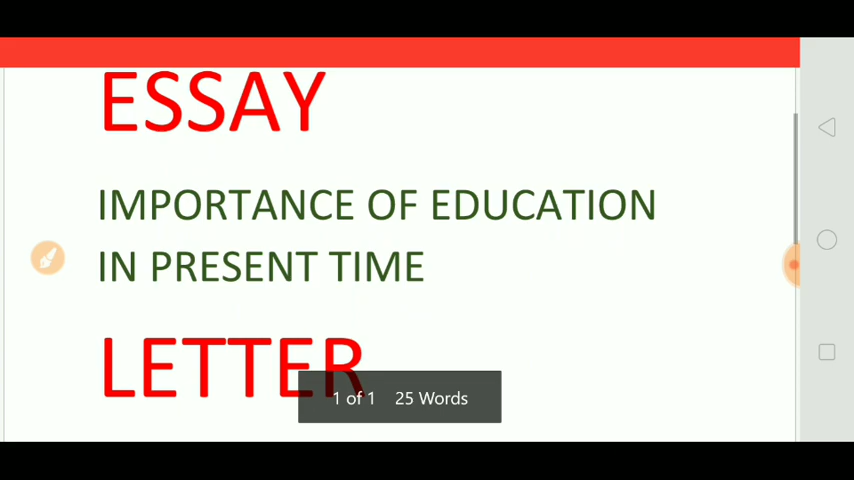 ESSAY
IMPORTANCE OF EDUCATION
IN PRESENT TIME
LETTER
1 of 1 25 Words